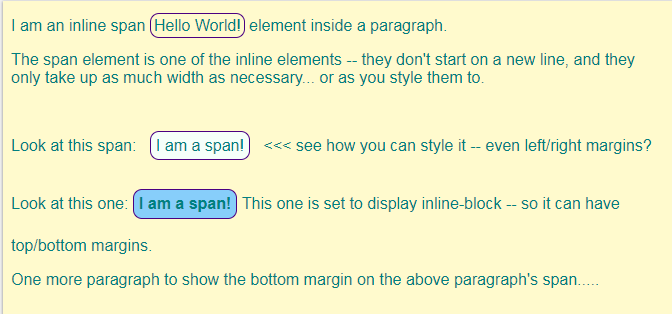 I am an inline span Hello World! element inside a paragraph.
The span element is one of the inline elements -- they don't start on a new line, and they
only take up as much width as necessary... or as you style them to.
Look at this span: I am a span! <<< see how you can style it -- even left/right margins?
Look at this one: I am a span! This one is set to display inline-block -- so it can have
top/bottom margins.
One more paragraph to show the bottom margin on the above paragraph's span.....